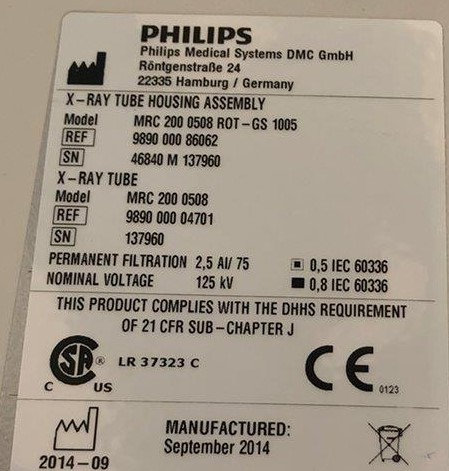 PHILIPS
Philips Medical Systems DMC GmbH
Röntgenstraße 24
22335 Hamburg / Germany
X-RAY TUBE HOUSING ASSEMBLY
Model MRC 200 0508 ROT-GS 1005
REF 9890 000 86062
SN 46840 M 137960
X-RAY TUBE
Model MRC 200 0508
REF 9890 000 04701
SN 137960
PERMANENT FILTRATION 2,5 Al/ 75 0,5 IEC 60336
NOMINAL VOLTAGE 125 kV 0,8 IEC 60336
THIS PRODUCT COMPLIES WITH THE DHHS REQUIREMENT
OF 21 CFR SUB-CHAPTER J
SA ® LR 37323 C CE
C US 0123
MANUFACTURED:
2014-09 September 2014